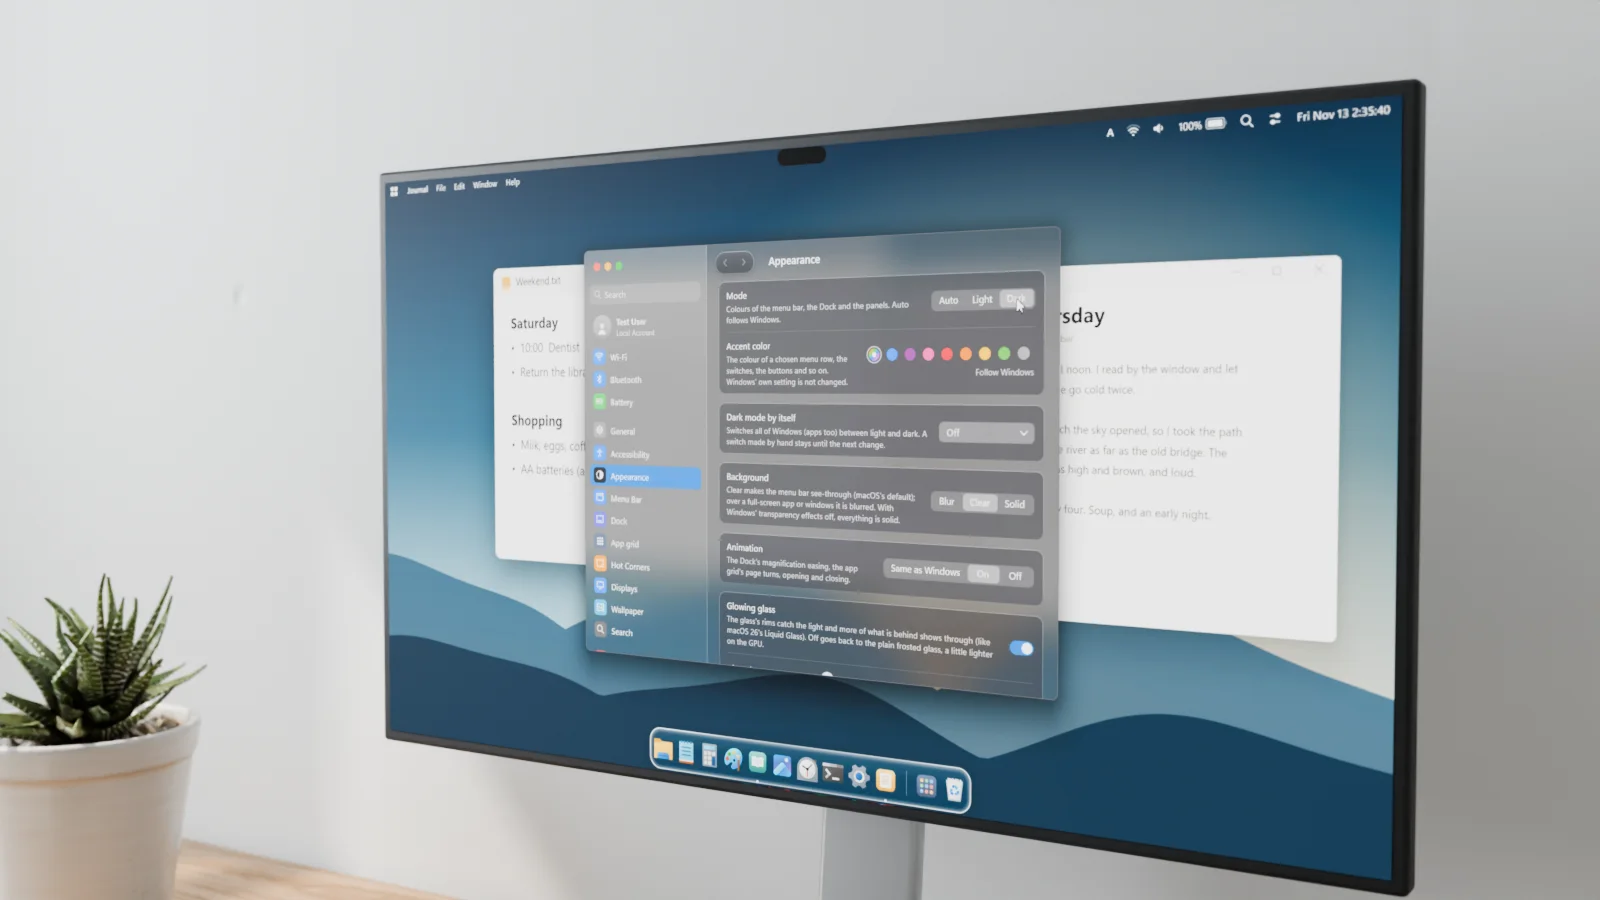 Journal File Edit Window Help
A 100% Fri Nov 13 2:35:40
Weekend.txt
Saturday
• 10:00 Dentist
• Return the libra
Shopping
• Milk, eggs, coff
• AA batteries (a
Search
Test User
Local Account
Wi-Fi
Bluetooth
Battery
General
Accessibility
Appearance
Menu Bar
Dock
App grid
Hot Corners
Displays
Wallpaper
Search
Appearance
Mode
Colours of the menu bar, the Dock and the panels. Auto
follows Windows.
Auto Light Dark
Accent color
The colour of a chosen menu row, the
switches, the buttons and so on.
Windows' own setting is not changed.
Follow Windows
Dark mode by itself
Switches all of Windows (apps too) between light and dark. A
switch made by hand stays until the next change.
Off
Background
Clear makes the menu bar see-through (macOS's default);
over a full-screen app or windows it is blurred. With
Windows' transparency effects off, everything is solid.
Blur Clear Solid
Animation
The Dock's magnification easing, the app
grid's page turns, opening and closing.
Same as Windows On Off
Glowing glass
The glass's rims catch the light and more of what is behind shows through (like
macOS 26's Liquid Glass). Off goes back to the plain frosted glass, a little lighter
on the GPU.
rsday
l noon. I read by the window and let
e go cold twice.
ch the sky opened, so I took the path
e river as far as the old bridge. The
s high and brown, and loud.
y four. Soup, and an early night.